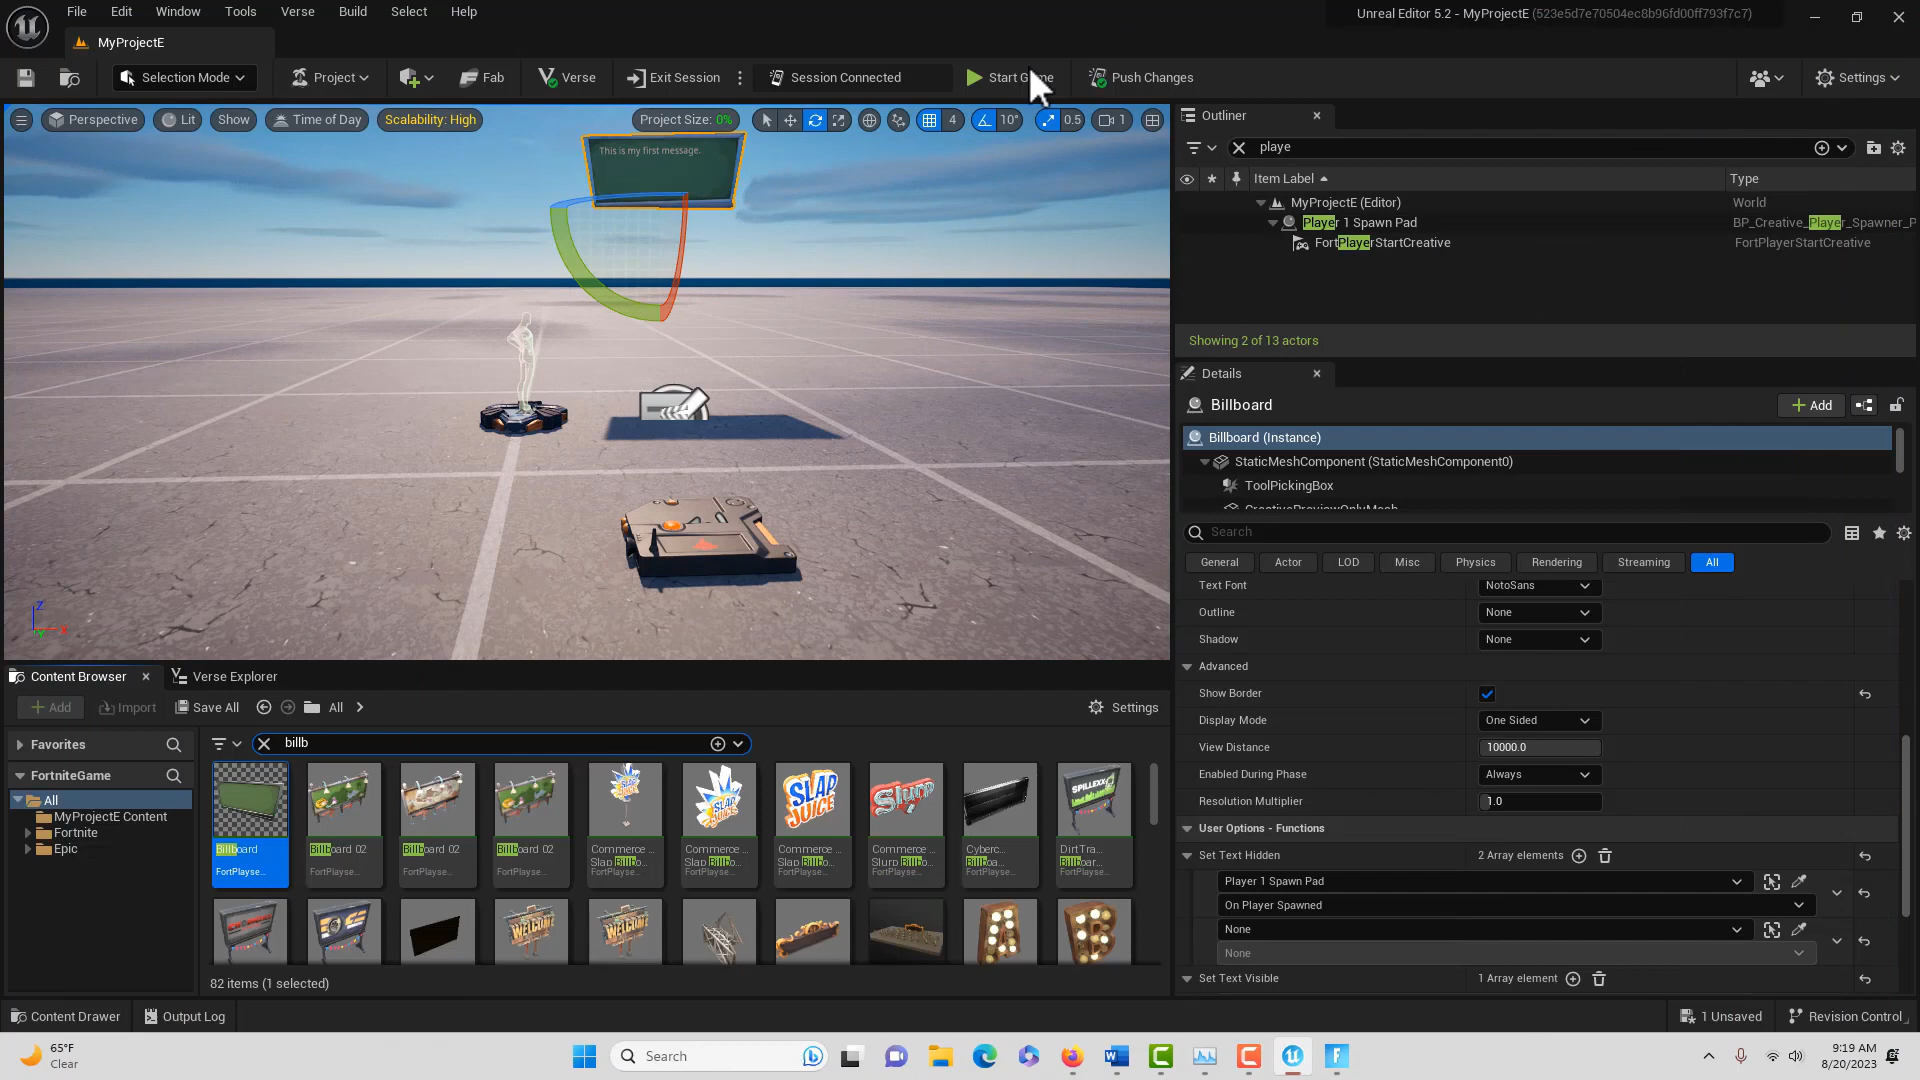 File Edit Window Tools Verse Build Select Help
Unreal Editor 5.2 - MyProjectE (523e5d7e70504ec8b96fd00ff793f7c7)
MyProjectE
Selection Mode Project Fab Verse Exit Session Session Connected Start Game Push Changes Settings
Perspective Lit Show Time of Day Scalability: High Project Size: 0% 4 10° 0.5 1
This is my first message.
Outliner
playe
Item Label Type
MyProjectE (Editor) World
Player 1 Spawn Pad BP_Creative_Player_Spawner_P
FortPlayerStartCreative FortPlayerStartCreative
Showing 2 of 13 actors
Details
Billboard Add
Billboard (Instance)
StaticMeshComponent (StaticMeshComponent0)
ToolPickingBox
CreativePreviewOnlyMesh
Search
General Actor LOD Misc Physics Rendering Streaming All
Text Font NotoSans
Outline None
Shadow None
Advanced
Show Border
Display Mode One Sided
View Distance 10000.0
Enabled During Phase Always
Resolution Multiplier 1.0
User Options - Functions
Set Text Hidden 2 Array elements
Player 1 Spawn Pad
On Player Spawned
None
None
Set Text Visible 1 Array element
Content Browser Verse Explorer
Add Import Save All All Settings
Favorites
billb
FortniteGame
All
MyProjectE Content
Fortnite
Epic
Billboard Billboard 02 Billboard 02 Billboard 02 Commerce ... Commerce ... Commerce ... Commerce ... Cyberc... DirtTra...
Slap Billbo... Slap Billbo... Slap Billbo... Slurp Billbo... Billboa... Billboar...
FortPlayse... FortPlayse... FortPlayse... FortPlayse... FortPlayse... FortPlayse... FortPlayse... FortPlayse... FortPlayse... FortPlayse...
SLAP JUICE
SLAP JUICE
Slurp
WELCOME
WELCOME
A
B
82 items (1 selected)
Content Drawer Output Log 1 Unsaved Revision Control
65°F
Clear
Search
9:19 AM
8/20/2023